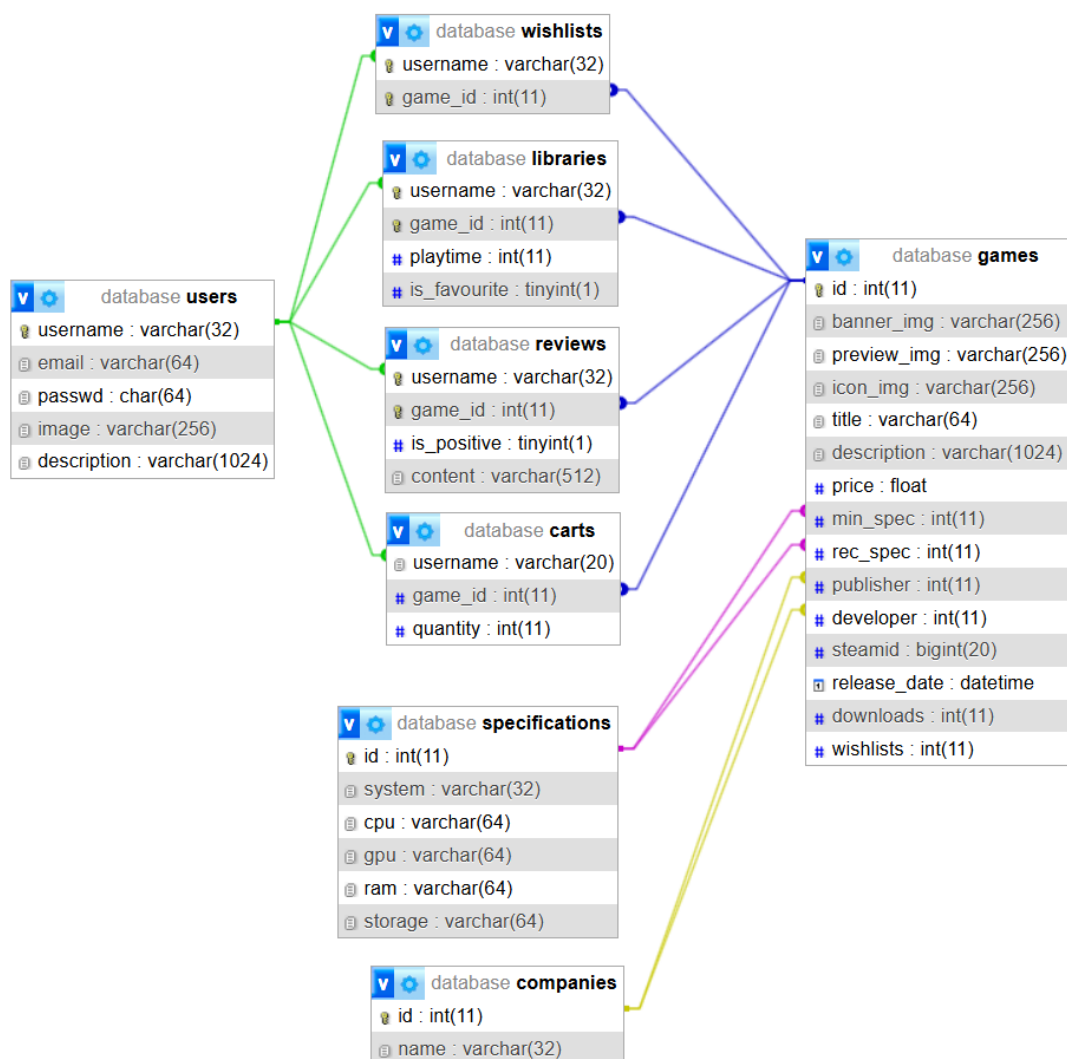 database wishlists
username : varchar(32)
game_id : int(11)
database libraries
username : varchar(32)
game_id : int(11)
playtime : int(11)
is_favourite : tinyint(1)
database users
username : varchar(32)
email : varchar(64)
passwd : char(64)
image : varchar(256)
description : varchar(1024)
database reviews
username : varchar(32)
game_id : int(11)
is_positive : tinyint(1)
content : varchar(512)
database carts
username : varchar(20)
game_id : int(11)
quantity : int(11)
database games
id : int(11)
banner_img : varchar(256)
preview_img : varchar(256)
icon_img : varchar(256)
title : varchar(64)
description : varchar(1024)
price : float
min_spec : int(11)
rec_spec : int(11)
publisher : int(11)
developer : int(11)
steamid : bigint(20)
release_date : datetime
downloads : int(11)
wishlists : int(11)
database specifications
id : int(11)
system : varchar(32)
cpu : varchar(64)
gpu : varchar(64)
ram : varchar(64)
storage : varchar(64)
database companies
id : int(11)
name : varchar(32)